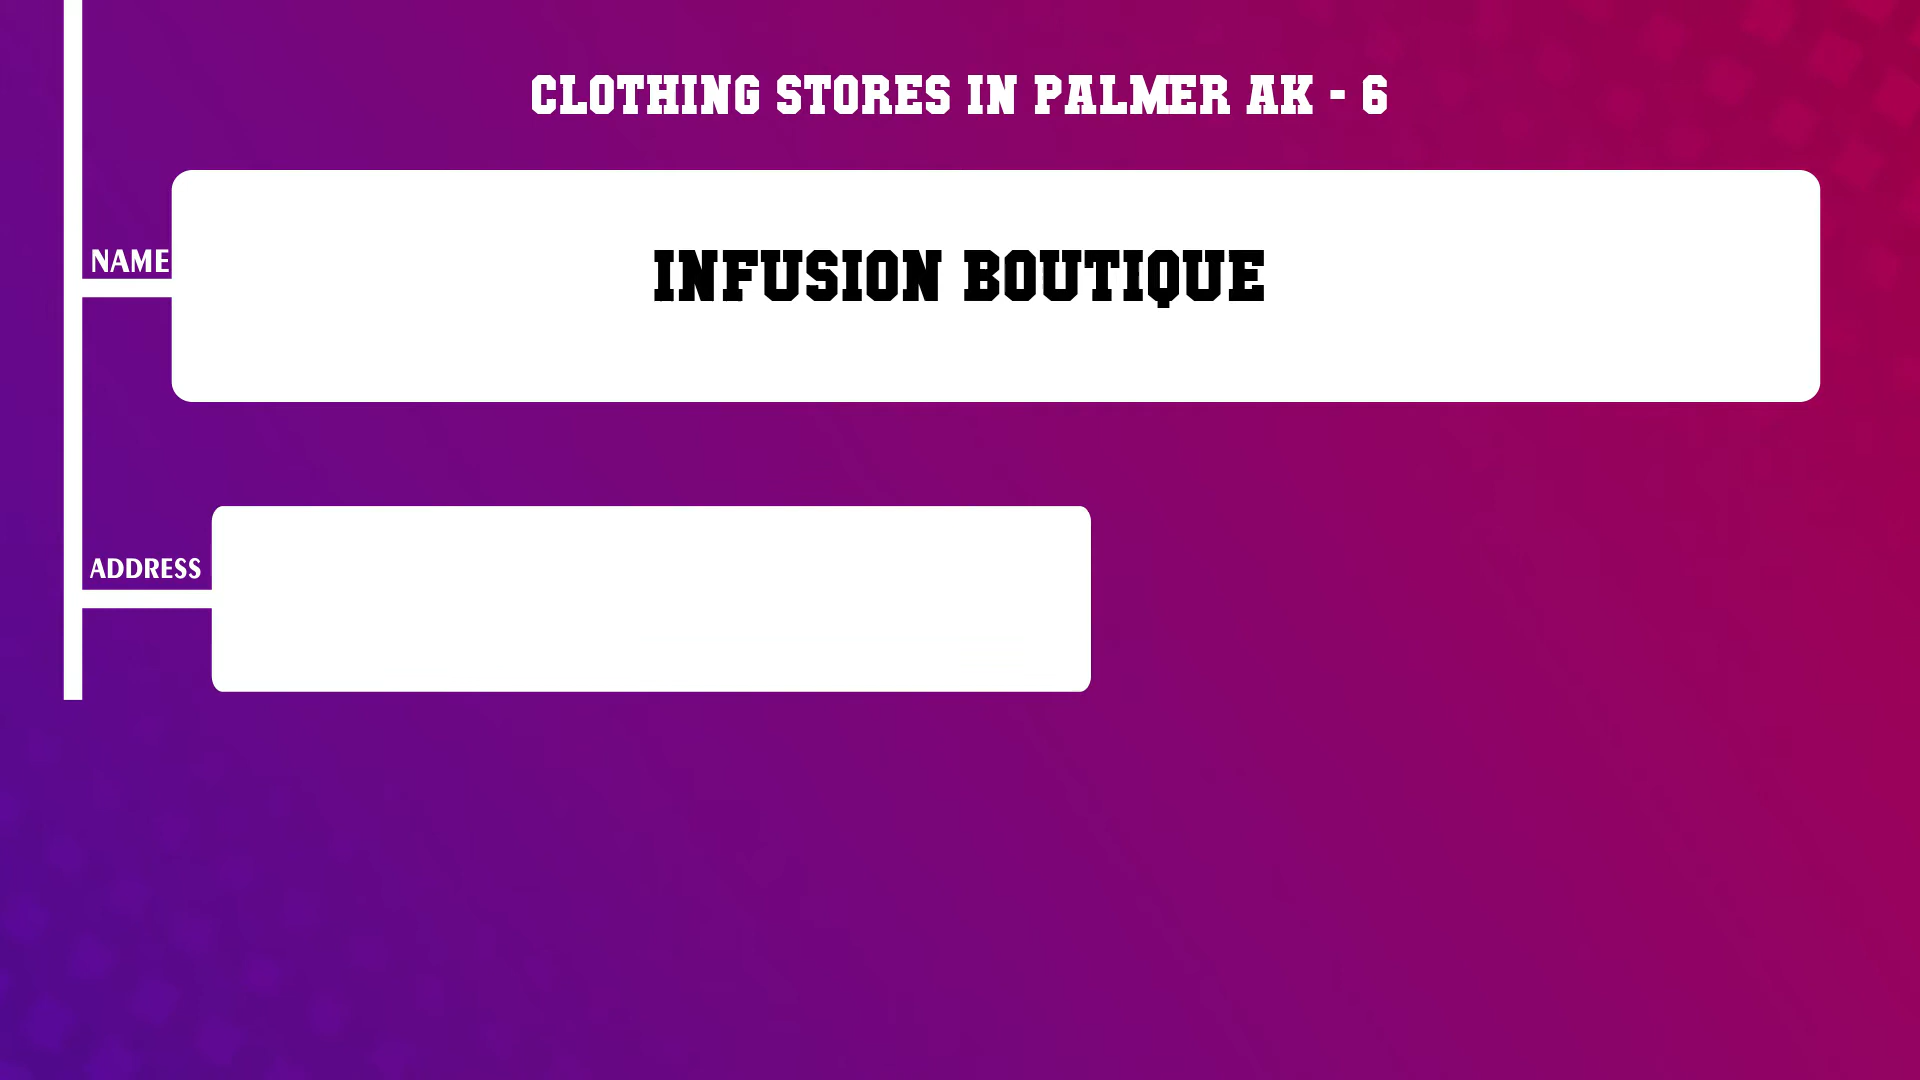 CLOTHING STORES IN PALMER AK - 6
NAME
INFUSION BOUTIQUE
ADDRESS